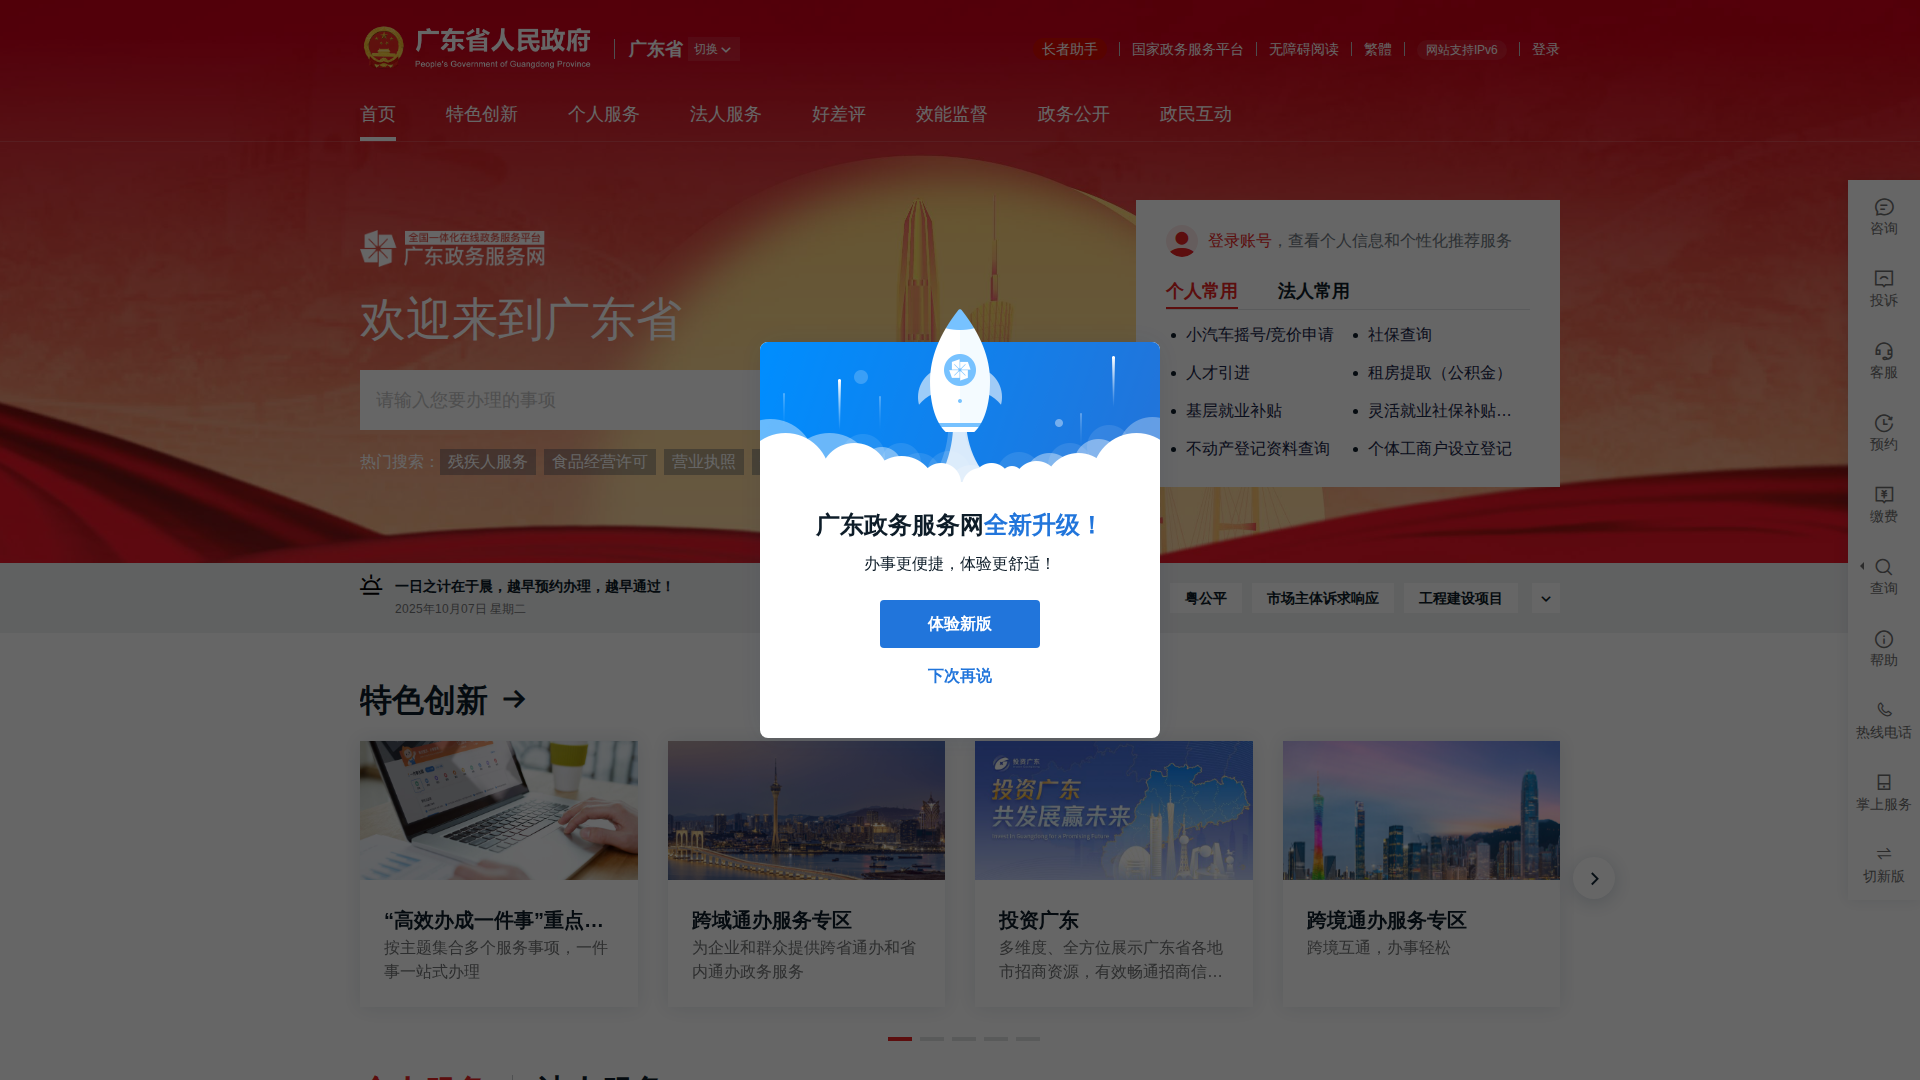 广东省人民政府
People's Government of Guangdong Province
广东省
切换
长者助手
国家政务服务平台
无障碍阅读
繁體
网站支持IPv6
登录
首页
特色创新
个人服务
法人服务
好差评
效能监督
政务公开
政民互动
全国一体化在线政务服务平台
广东政务服务网
欢迎来到广东省
请输入您要办理的事项
热门搜索：
残疾人服务
食品经营许可
营业执照
登录账号，查看个人信息和个性化推荐服务
个人常用
法人常用
小汽车摇号/竞价申请
社保查询
人才引进
租房提取（公积金）
基层就业补贴
灵活就业社保补贴…
不动产登记资料查询
个体工商户设立登记
咨询
投诉
客服
预约
缴费
查询
帮助
热线电话
掌上服务
切新版
广东政务服务网全新升级！
办事更便捷，体验更舒适！
体验新版
下次再说
一日之计在于晨，越早预约办理，越早通过！
2025年10月07日 星期二
粤公平
市场主体诉求响应
工程建设项目
特色创新
投资广东
投资广东
共发展赢未来
“高效办成一件事”重点…
按主题集合多个服务事项，一件
事一站式办理
跨域通办服务专区
为企业和群众提供跨省通办和省
内通办政务服务
投资广东
多维度、全方位展示广东省各地
市招商资源，有效畅通招商信…
跨境通办服务专区
跨境互通，办事轻松